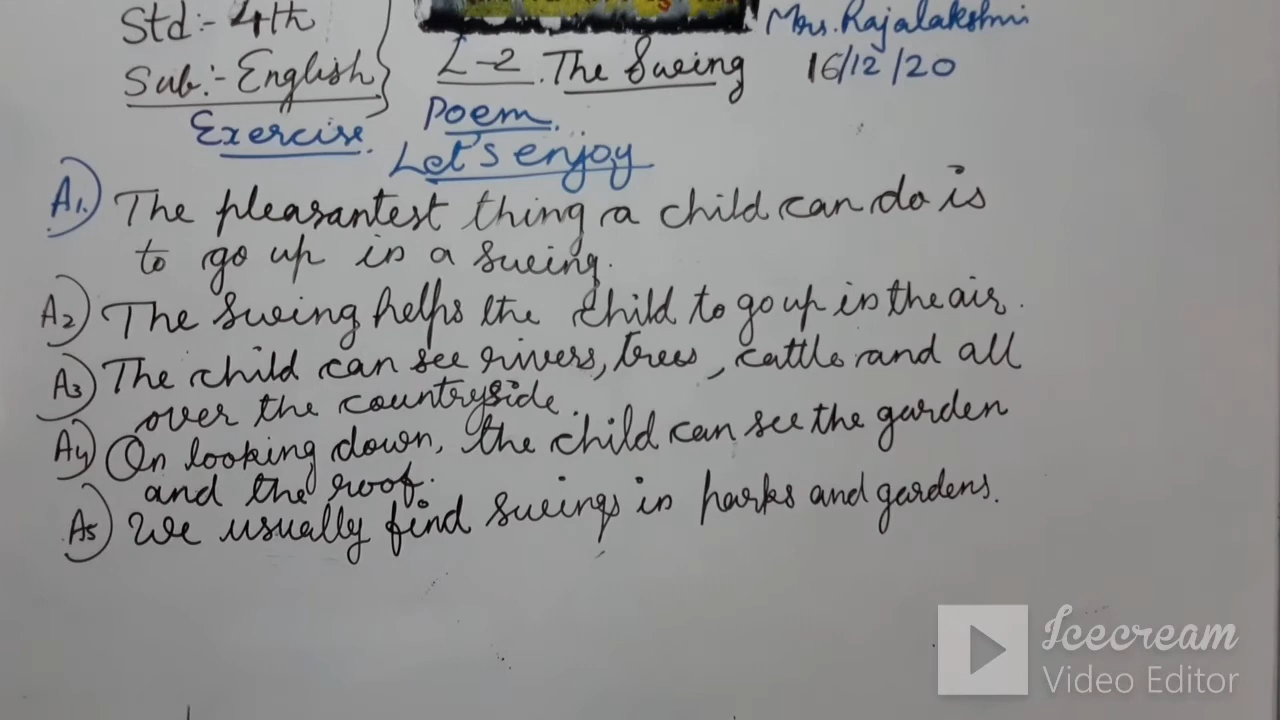 Std:- 4th
Mrs. Rajalakshmi
Sub:- English
L-2. The Swing
16/12/20
Exercise.
Poem.
Let's enjoy
A1.) The pleasantest thing a child can do is
to go up in a swing.
A2) The swing helps the child to go up in the air.
A3) The child can see rivers, trees, cattle and all
over the countryside.
A4) On looking down, the child can see the garden
and the roof.
A5) We usually find swings in parks and gardens.
Icecream
Video Editor